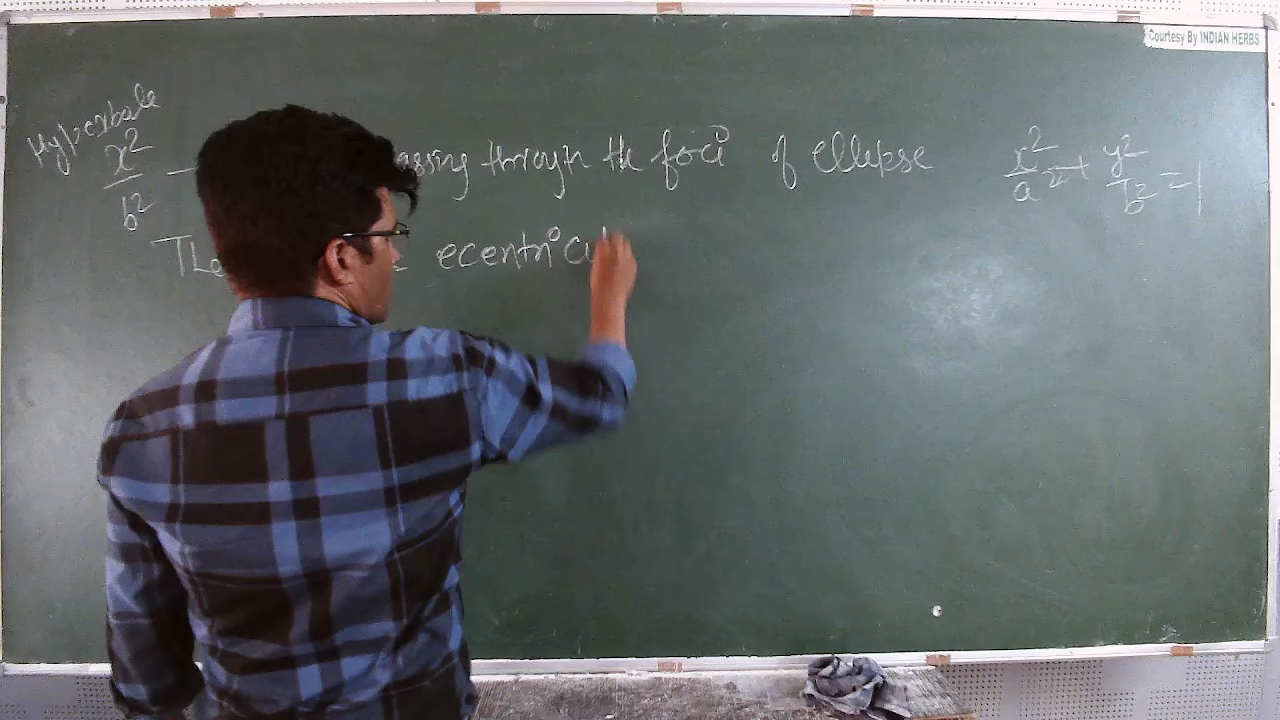 Courtesy By INDIAN HERBS
Hyperbola
x²/b² - assing through the foci of ellipse x²/a² + y²/b² = 1
The ecentric